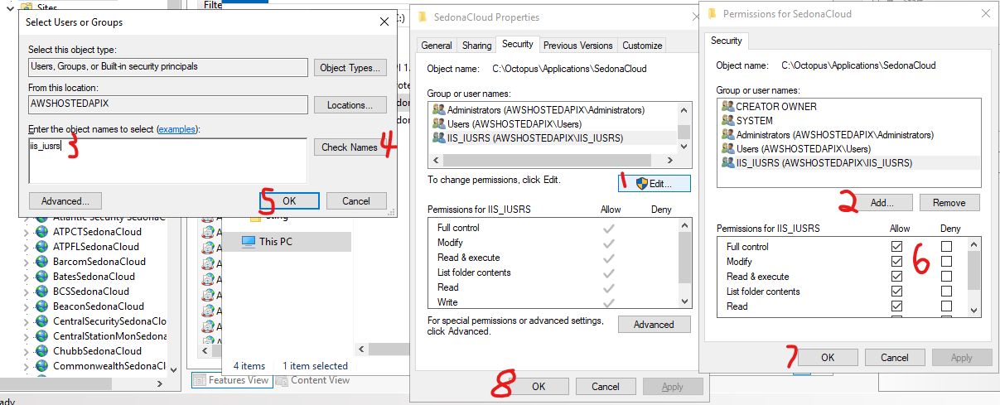 Sites
Select Users or Groups
Select this object type:
Users, Groups, or Built-in security principals
Object Types...
From this location:
AWSHOSTEDAPIX
Locations...
Enter the object names to select (examples):
iis_iusrs
3
Check Names
4
Advanced...
5
OK
Cancel
Atlantic Security SedonaCloud
ATPCTSedonaCloud
ATPFLSedonaCloud
BarcomSedonaCloud
BatesSedonaCloud
BCSSedonaCloud
BeaconSedonaCloud
CentralSecuritySedonaClo
CentralStationMonSedona
ChubbSedonaCloud
CommonwealthSedonaCl
Filte
This PC
4 items
1 item selected
Features View
Content View
SedonaCloud Properties
General
Sharing
Security
Previous Versions
Customize
Object name: C:\Octopus\Applications\SedonaCloud
Group or user names:
Administrators (AWSHOSTEDAPIX\Administrators)
Users (AWSHOSTEDAPIX\Users)
IIS_IUSRS (AWSHOSTEDAPIX\IIS_IUSRS)
To change permissions, click Edit.
1
Edit...
Permissions for IIS_IUSRS
Allow
Deny
Full control
Modify
Read & execute
List folder contents
Read
Write
For special permissions or advanced settings,
click Advanced.
Advanced
8
OK
Cancel
Apply
Permissions for SedonaCloud
Security
Object name: C:\Octopus\Applications\SedonaCloud
Group or user names:
CREATOR OWNER
SYSTEM
Administrators (AWSHOSTEDAPIX\Administrators)
Users (AWSHOSTEDAPIX\Users)
IIS_IUSRS (AWSHOSTEDAPIX\IIS_IUSRS)
2
Add...
Remove
Permissions for IIS_IUSRS
Allow
Deny
Full control
Modify
6
Read & execute
List folder contents
Read
7
OK
Cancel
Apply